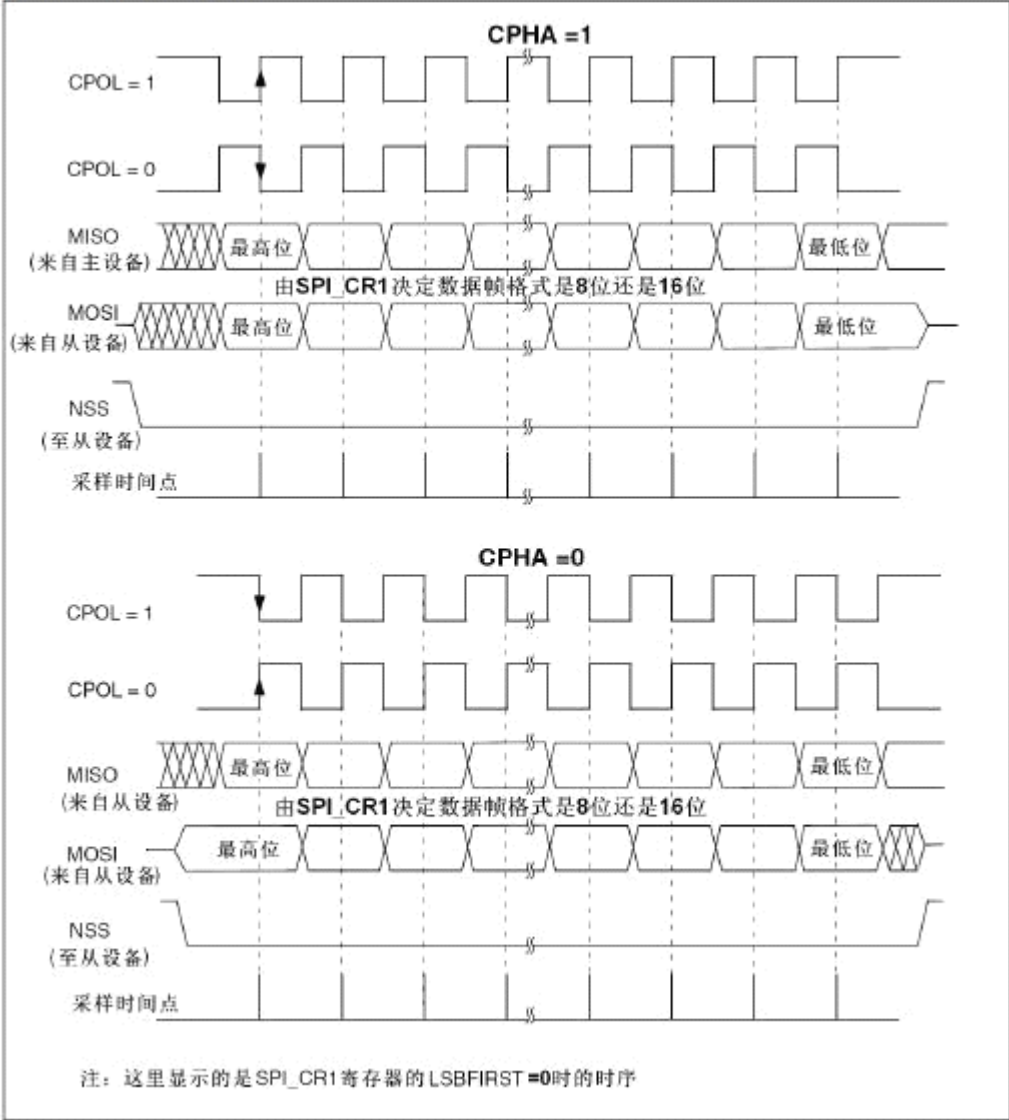 CPHA =1
CPOL = 1
CPOL = 0
MISO
(来自主设备)
最高位
最低位
由SPI_CR1决定数据帧格式是8位还是16位
MOSI
(来自从设备)
最高位
最低位
NSS
(至从设备)
采样时间点
CPHA =0
CPOL = 1
CPOL = 0
MISO
(来自从设备)
最高位
最低位
由SPI_CR1决定数据帧格式是8位还是16位
MOSI
(来自从设备)
最高位
最低位
NSS
(至从设备)
采样时间点
注：这里显示的是SPI_CR1寄存器的LSBFIRST=0时的时序